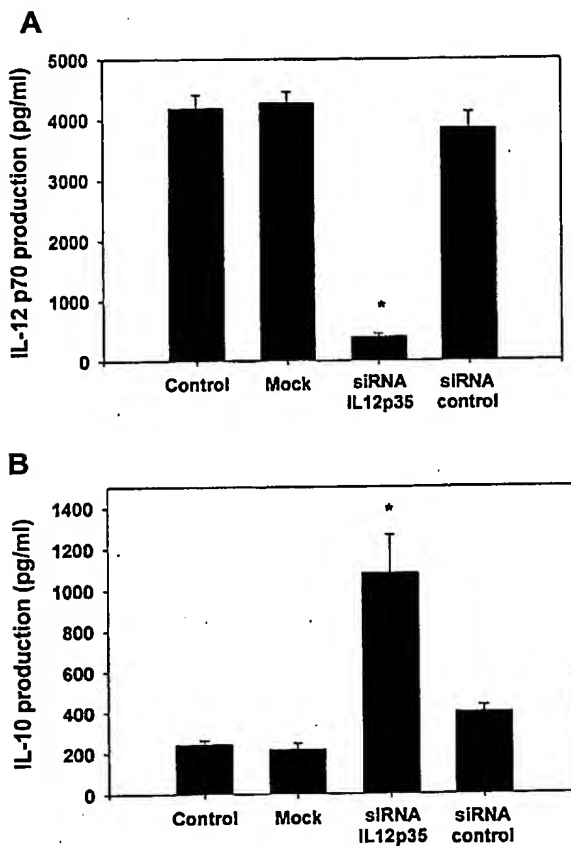 A
IL-12 p70 production (pg/ml)
5000
4000
3000
2000
1000
0
*
Control Mock siRNA IL12p35 siRNA control
B
IL-10 production (pg/ml)
1400
1200
1000
800
600
400
200
0
*
Control Mock siRNA IL12p35 siRNA control